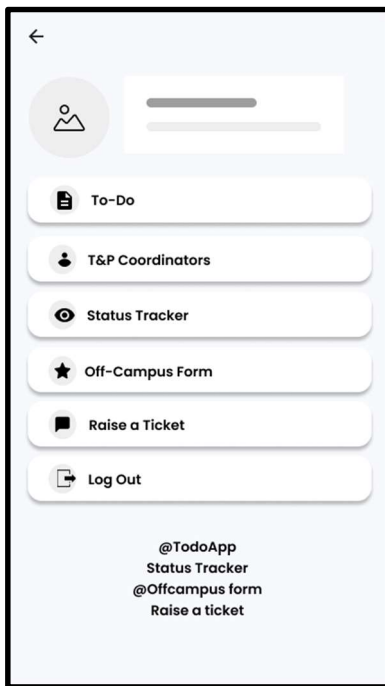 To-Do
T&P Coordinators
Status Tracker
Off-Campus Form
Raise a Ticket
Log Out
@TodoApp
Status Tracker
@Offcampus form
Raise a ticket